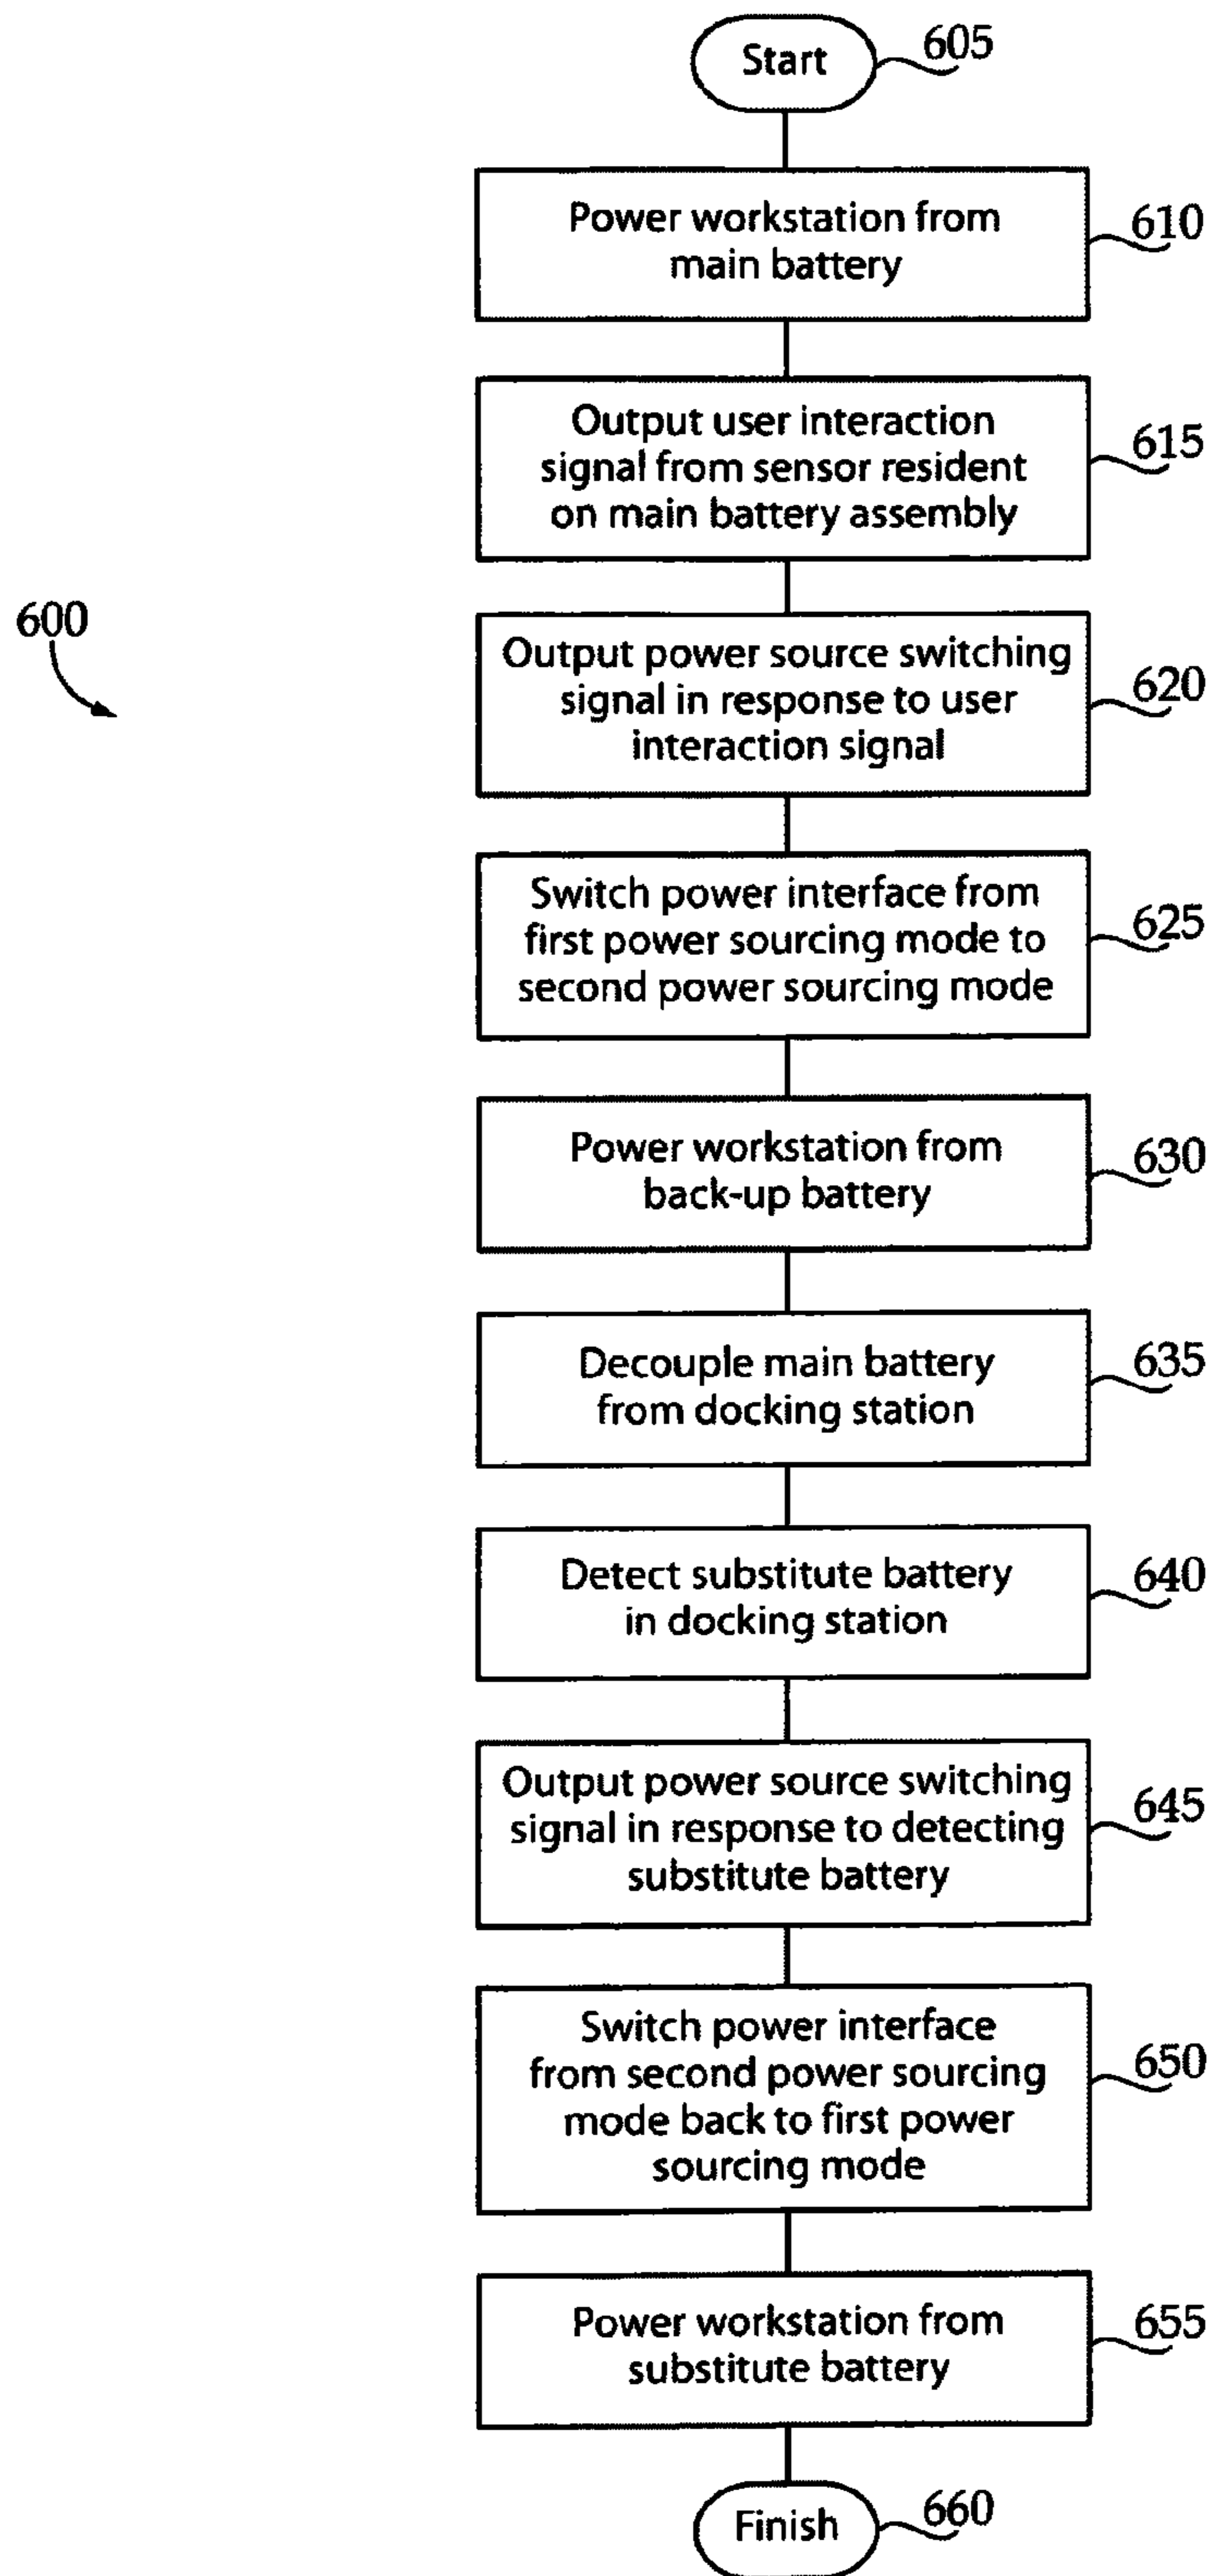 Start
605
Power workstation from
main battery
610
Output user interaction
signal from sensor resident
on main battery assembly
615
600
Output power source switching
signal in response to user
interaction signal
620
Switch power interface from
first power sourcing mode to
second power sourcing mode
625
Power workstation from
back-up battery
630
Decouple main battery
from docking station
635
Detect substitute battery
in docking station
640
Output power source switching
signal in response to detecting
substitute battery
645
Switch power interface
from second power sourcing
mode back to first power
sourcing mode
650
Power workstation from
substitute battery
655
Finish
660